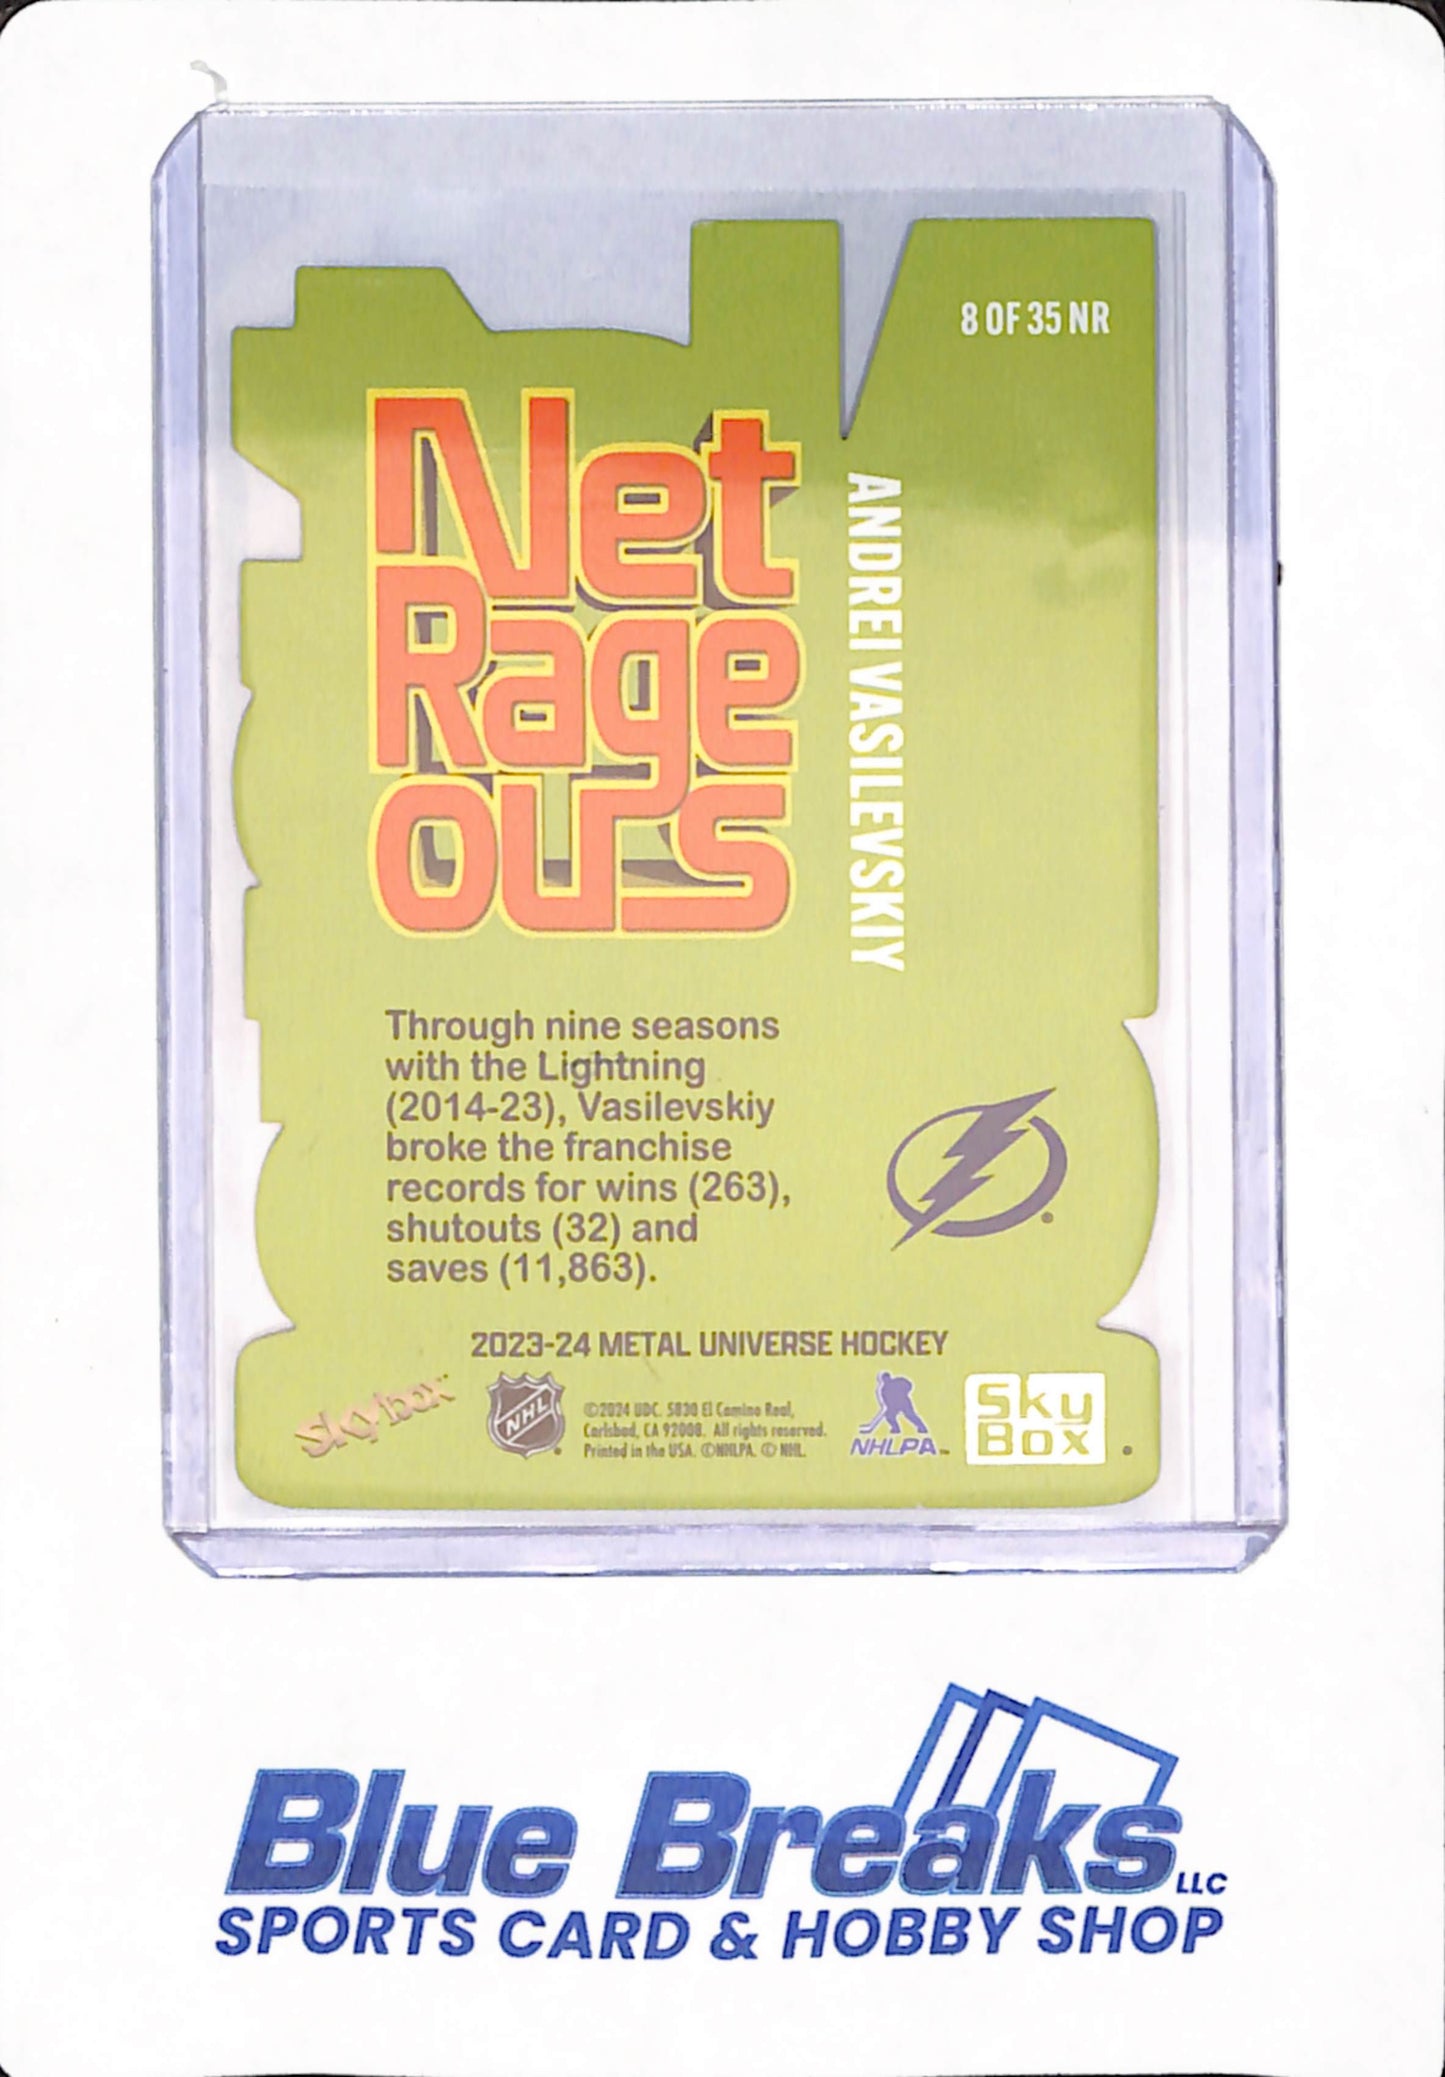 8 OF 35 NR
Net
Rage
ous
ANDREI VASILEVSKIY
Through nine seasons
with the Lightning
(2014-23), Vasilevskiy
broke the franchise
records for wins (263),
shutouts (32) and
saves (11,863).
2023-24 METAL UNIVERSE HOCKEY
Skybox™
NHL
©2024 UDC. 5830 El Camino Real,
Carlsbad, CA 92008. All rights reserved.
Printed in the USA. ©NHLPA. © NHL.
NHLPA™
Sky
Box
Blue Breaks LLC
SPORTS CARD & HOBBY SHOP